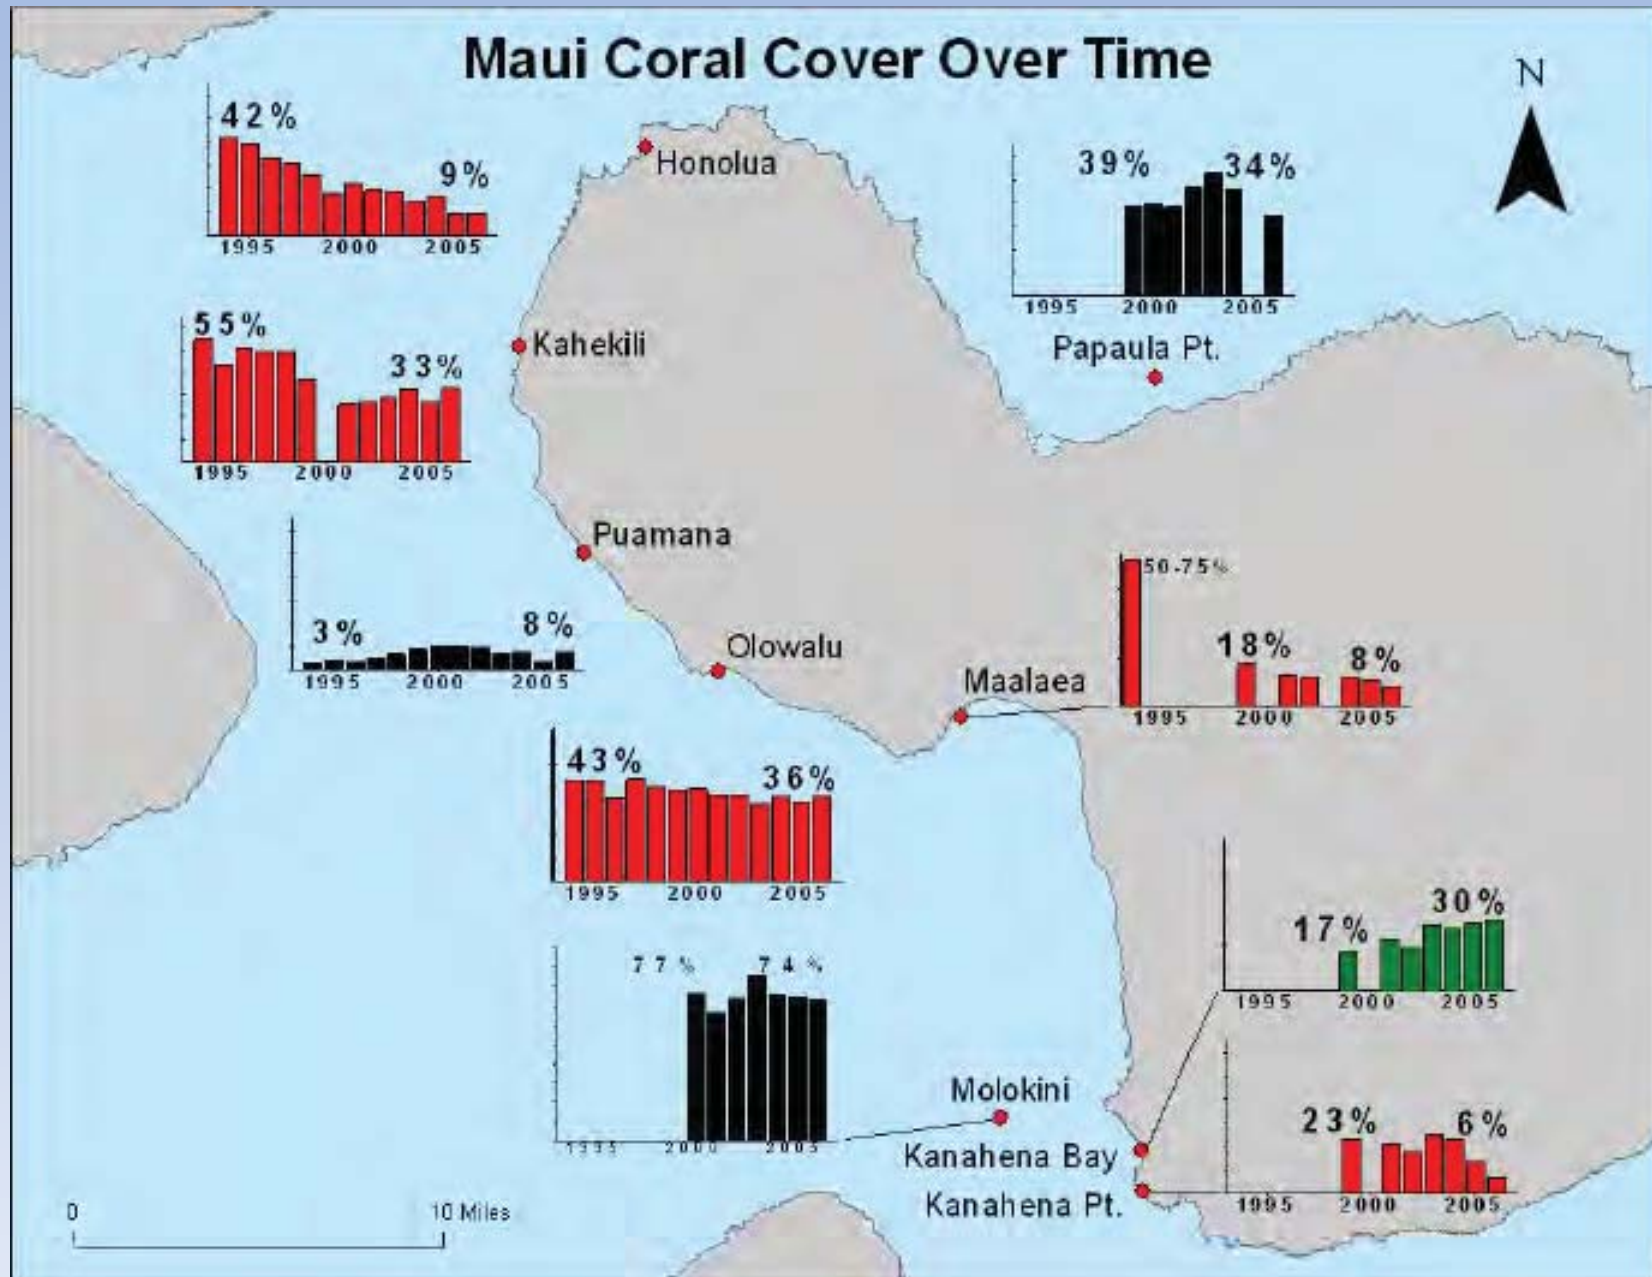 Maui Coral Cover Over Time
N
42%
9%
1995 2000 2005
Honolua
39% 34%
1995 2000 2005
Papaula Pt.
55%
33%
1995 2000 2005
Kahekili
Puamana
3% 8%
1995 2000 2005
Olowalu
Maalaea
50-75%
18% 8%
1995 2000 2005
43% 36%
1995 2000 2005
17% 30%
1995 2000 2005
77% 74%
1995 2000 2005
Molokini
Kanahena Bay
Kanahena Pt.
23% 6%
1995 2000 2005
0 10 Miles